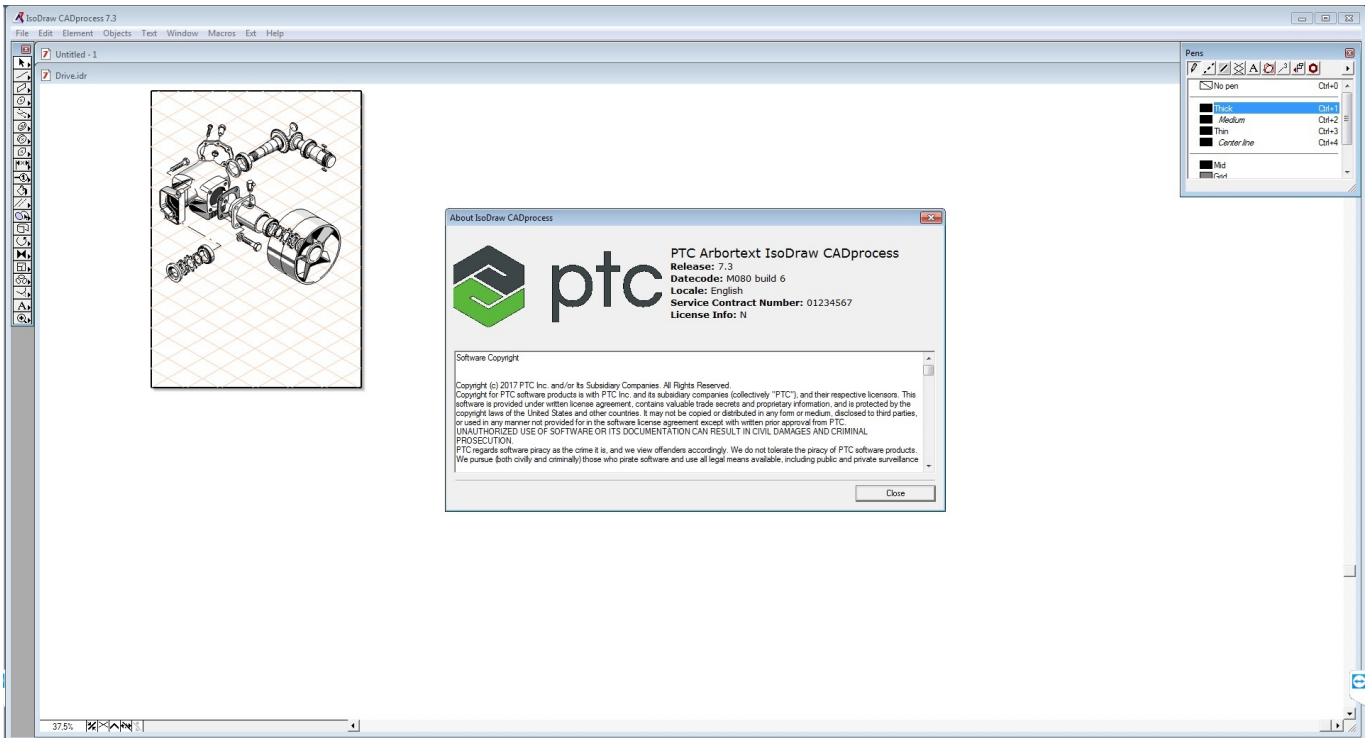 IsoDraw CADprocess 7.3
File Edit Element Objects Text Window Macros Ext Help
Untitled - 1
Drive.idr
Pens
No pen Ctrl+0
Thick Ctrl+1
Medium Ctrl+2
Thin Ctrl+3
Center line Ctrl+4
Mid
Grid
About IsoDraw CADprocess
ptc
PTC Arbortext IsoDraw CADprocess
Release: 7.3
Datecode: M080 build 6
Locale: English
Service Contract Number: 01234567
License Info: N
Software Copyright
Copyright (c) 2017 PTC Inc. and/or Its Subsidiary Companies. All Rights Reserved.
Copyright for PTC software products is with PTC Inc. and its subsidiary companies (collectively "PTC"), and their respective licensors. This
software is provided under written license agreement, contains valuable trade secrets and proprietary information, and is protected by the
copyright laws of the United States and other countries. It may not be copied or distributed in any form or medium, disclosed to third parties,
or used in any manner not provided for in the software license agreement except with written prior approval from PTC.
UNAUTHORIZED USE OF SOFTWARE OR ITS DOCUMENTATION CAN RESULT IN CIVIL DAMAGES AND CRIMINAL
PROSECUTION.
PTC regards software piracy as the crime it is, and we view offenders accordingly. We do not tolerate the piracy of PTC software products.
We pursue (both civilly and criminally) those who pirate software and use all legal means available, including public and private surveillance
Close
37.5%